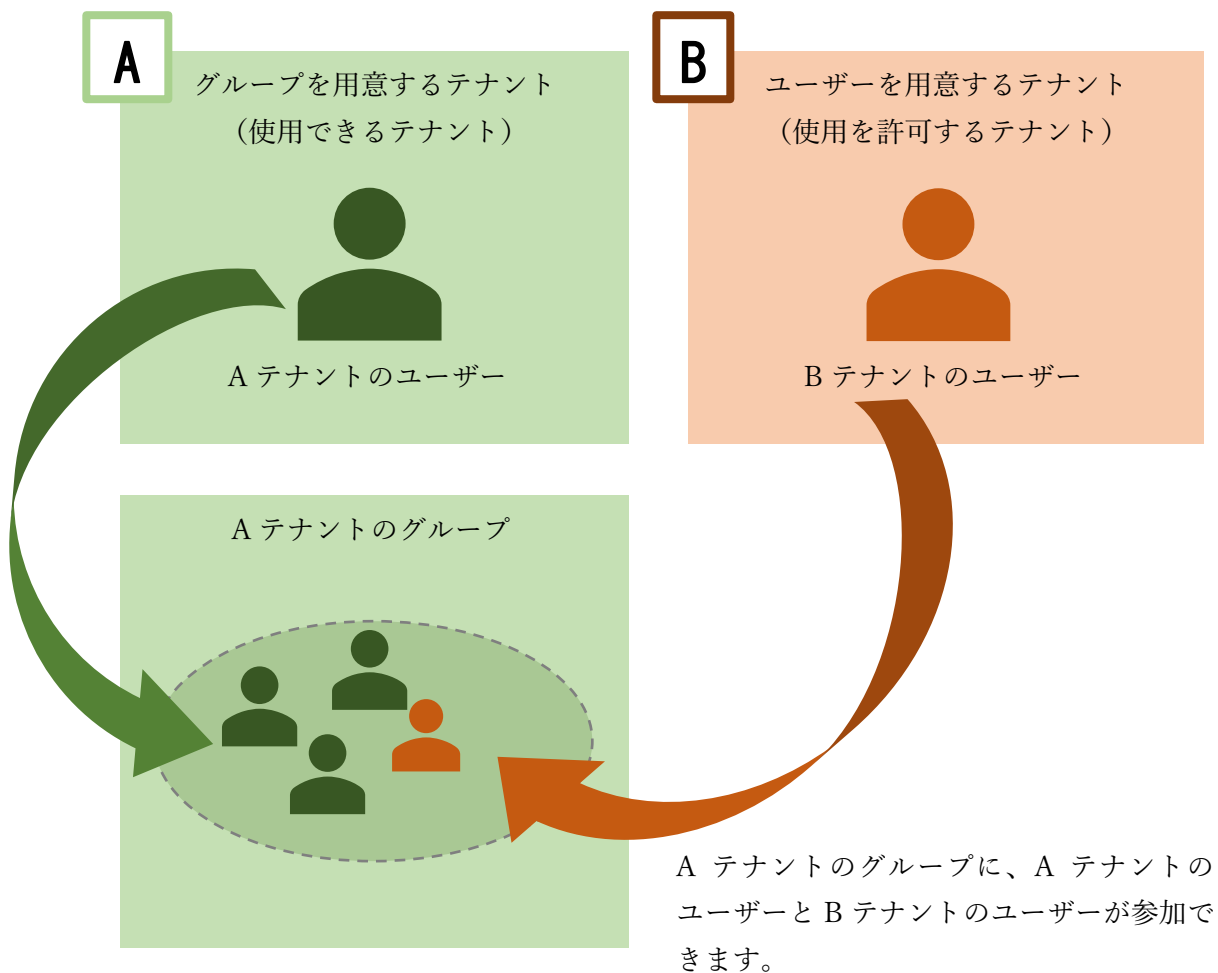 A
グループを用意するテナント
(使用できるテナント)
A テナントのユーザー
B
ユーザーを用意するテナント
(使用を許可するテナント)
B テナントのユーザー
A テナントのグループ
A テナントのグループに、A テナントの
ユーザーと B テナントのユーザーが参加で
きます。